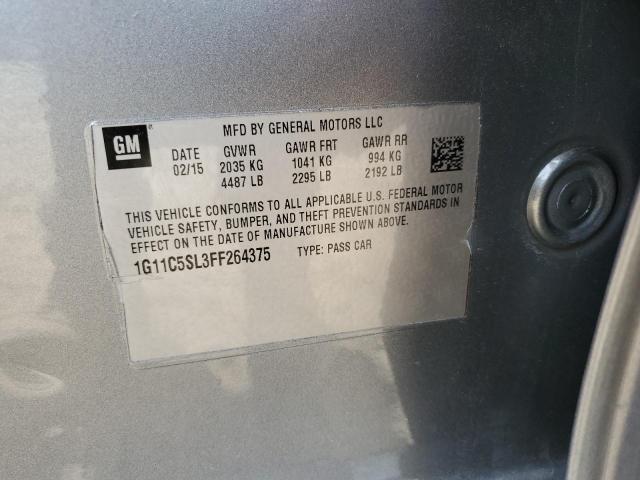 MFD BY GENERAL MOTORS LLC
GM
DATE GVWR GAWR FRT GAWR RR
02/15 2035 KG 1041 KG 994 KG
4487 LB 2295 LB 2192 LB
THIS VEHICLE CONFORMS TO ALL APPLICABLE U.S. FEDERAL MOTOR
VEHICLE SAFETY, BUMPER, AND THEFT PREVENTION STANDARDS IN
EFFECT ON THE DATE OF MANUFACTURE SHOWN ABOVE.
1G11C5SL3FF264375 TYPE: PASS CAR